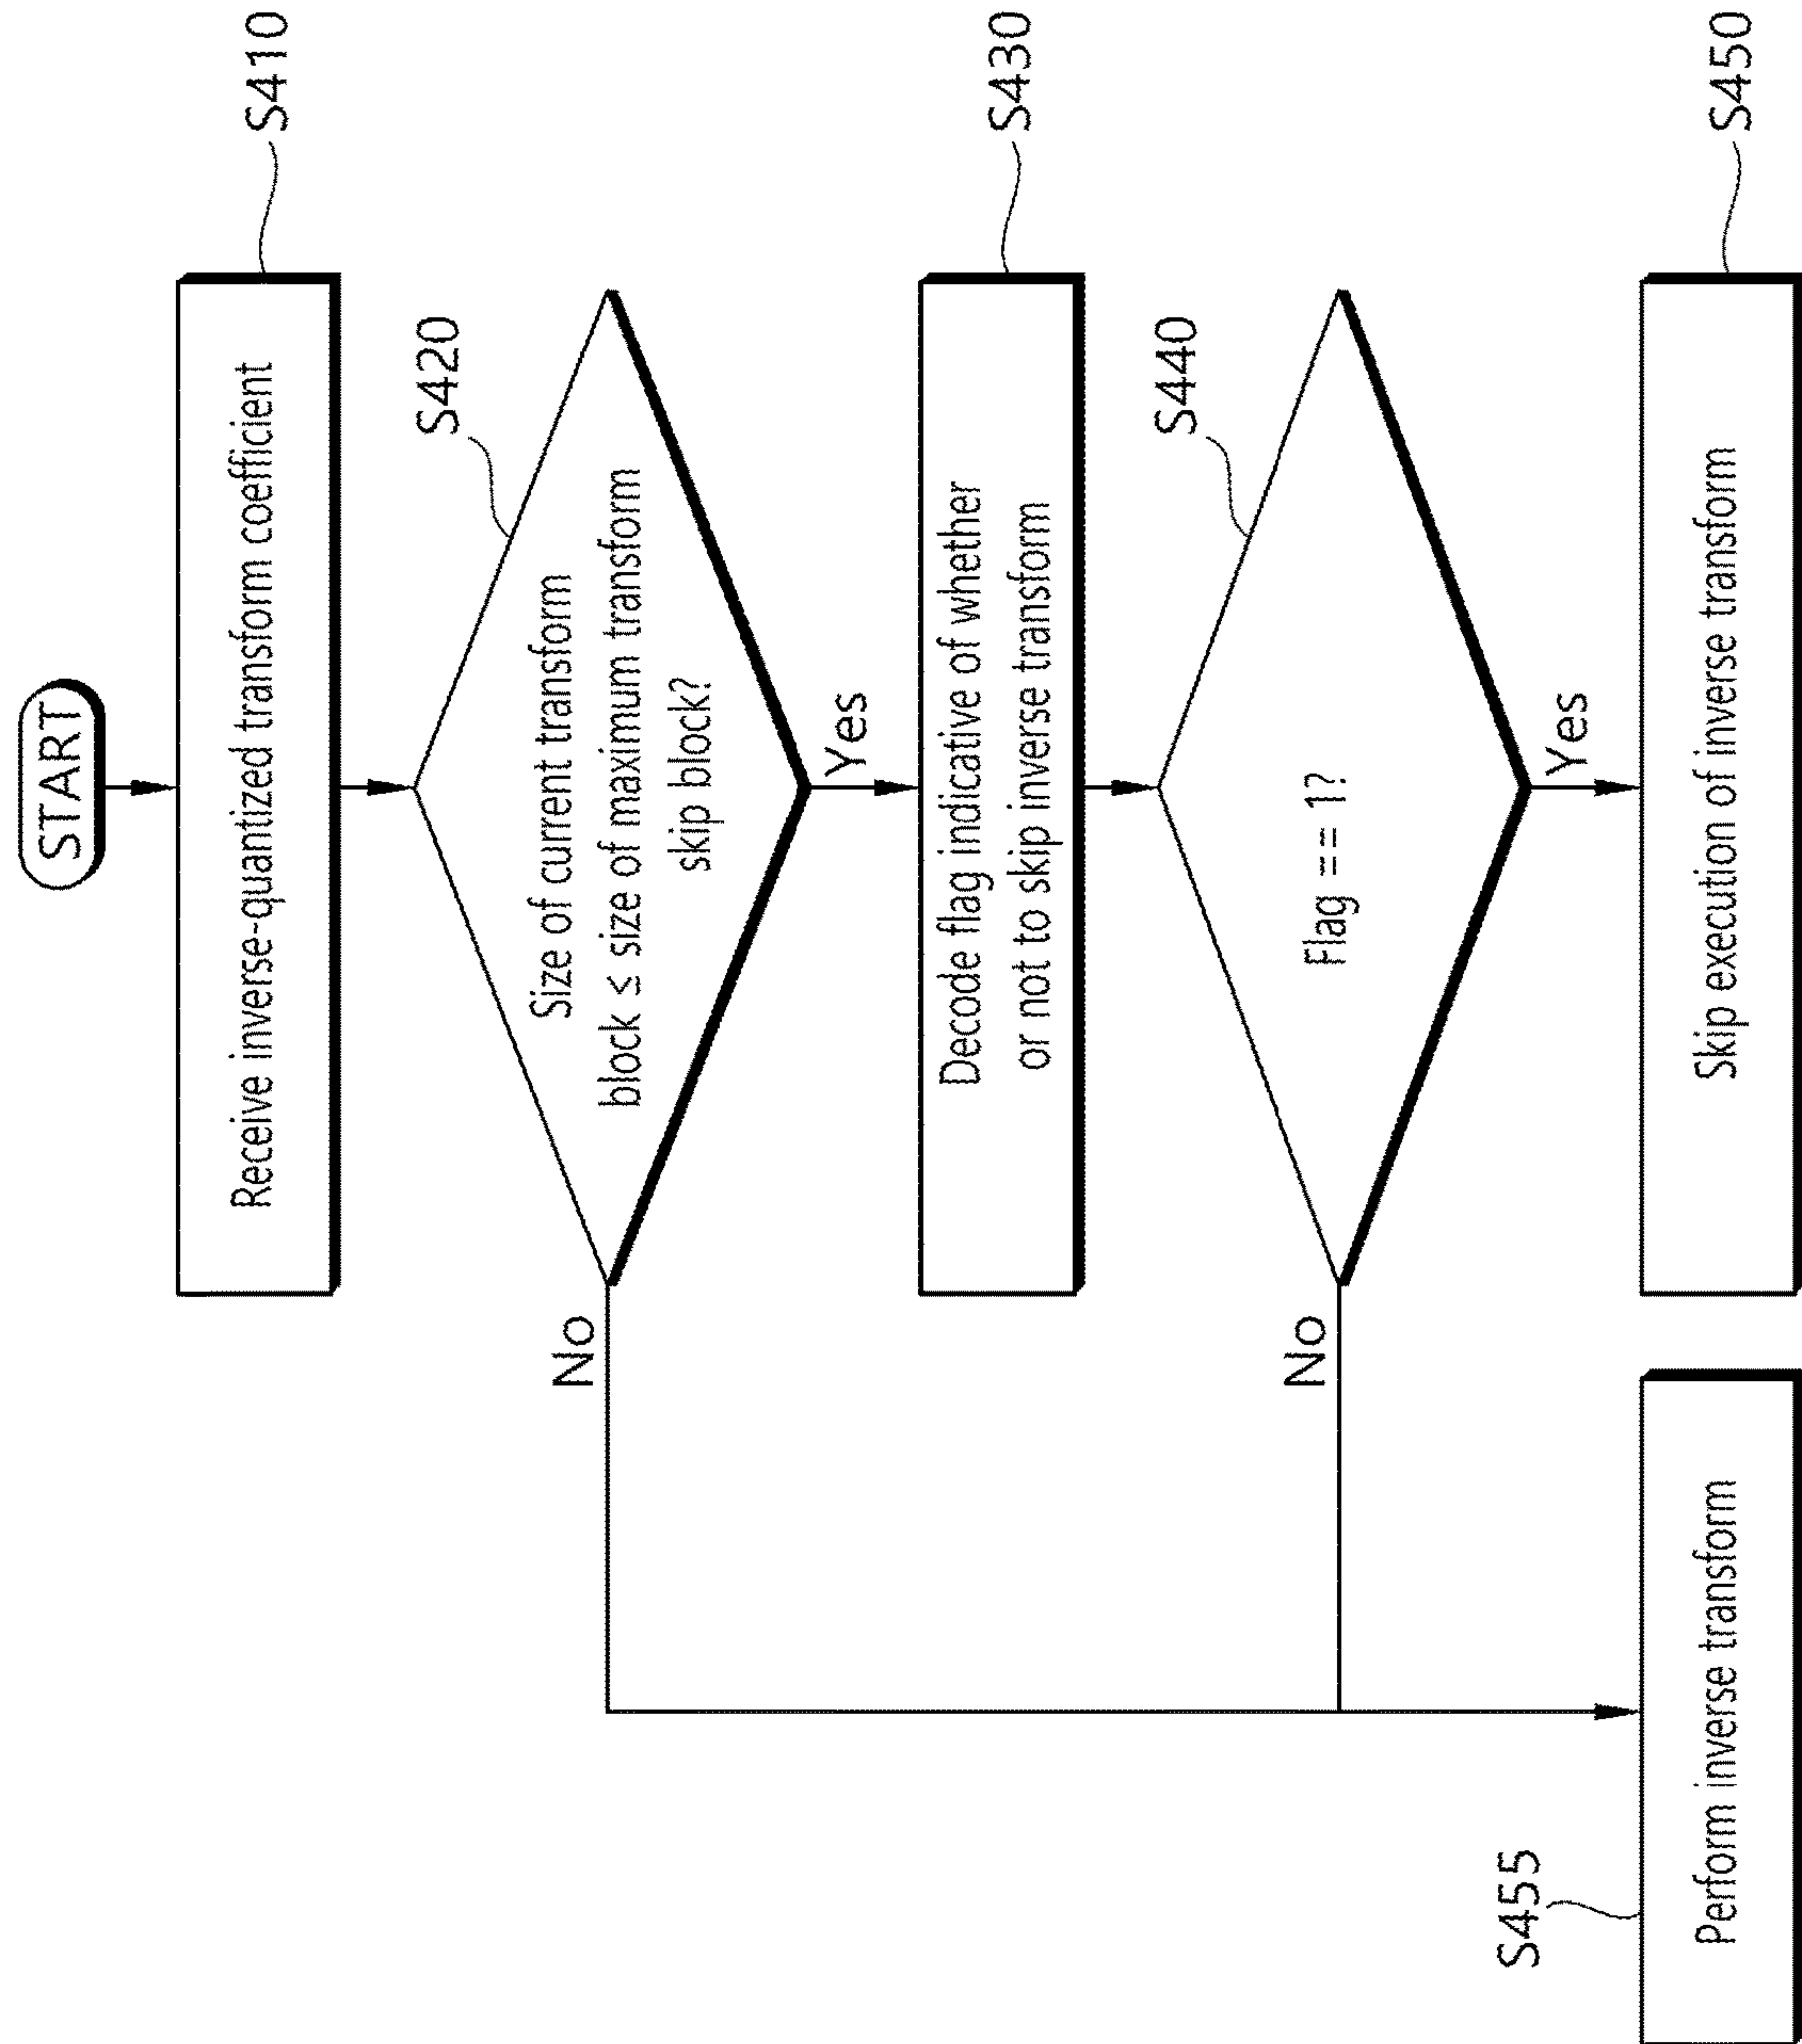 START
Receive inverse-quantized transform coefficient
S410
Size of current transform
block ≤ size of maximum transform
skip block?
S420
No
Yes
Decode flag indicative of whether
or not to skip inverse transform
S430
Flag == 1?
S440
No
Yes
Skip execution of inverse transform
S450
Perform inverse transform
S455